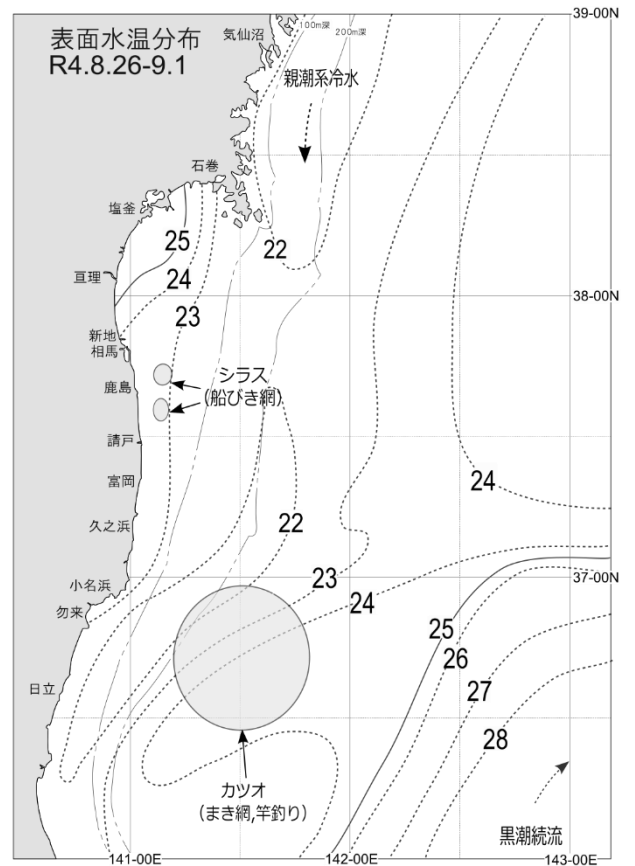 表面水温分布
R4.8.26-9.1
気仙沼
100m深
200m深
39-00N
親潮系冷水
石巻
塩釜
25
22
亘理
24
38-00N
23
新地
相馬
シラス
(船びき網)
鹿島
請戸
富岡
24
22
久之浜
小名浜
23
37-00N
勿来
24
25
26
日立
27
28
カツオ
(まき網,竿釣り)
黒潮続流
141-00E
142-00E
143-00E